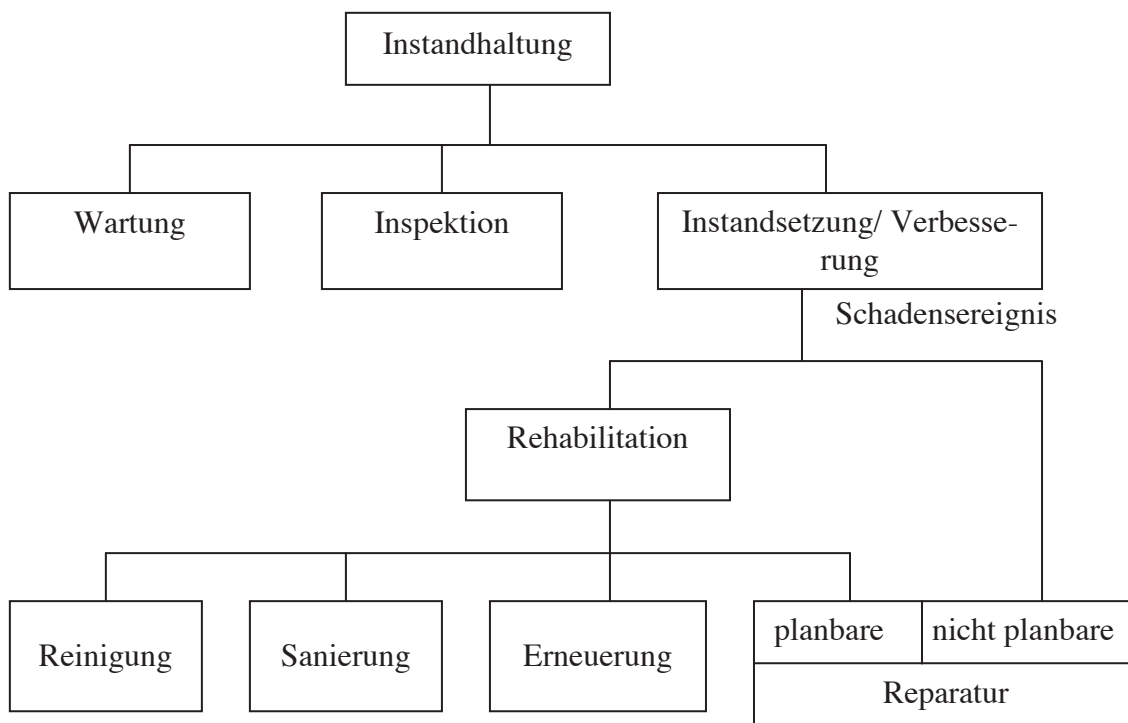 Instandhaltung
Wartung
Inspektion
Instandsetzung/ Verbesse-
rung
Schadensereignis
Rehabilitation
Reinigung
Sanierung
Erneuerung
planbare
nicht planbare
Reparatur